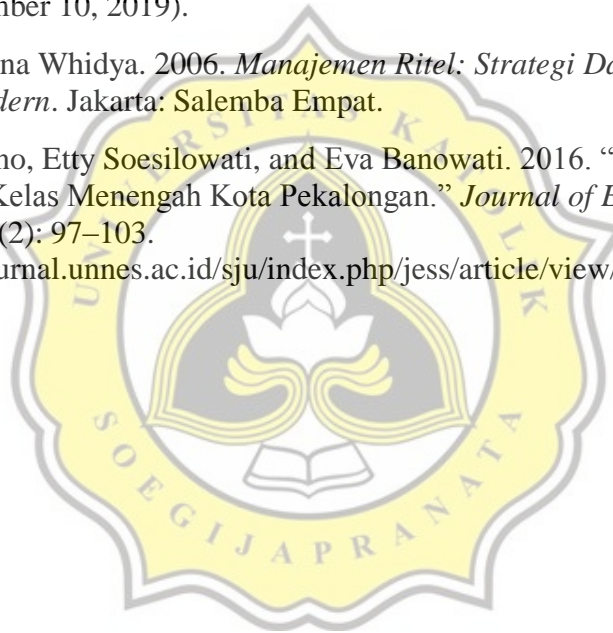 mber 10, 2019).
na Whidya. 2006. Manajemen Ritel: Strategi Da
dern. Jakarta: Salemba Empat.
no, Etty Soesilowati, and Eva Banowati. 2016. “
Kelas Menengah Kota Pekalongan.” Journal of E
(2): 97–103.
urnal.unnes.ac.id/sju/index.php/jess/article/view/
UNIVERSITAS KATOLIK
SOEGIJAPRANATA